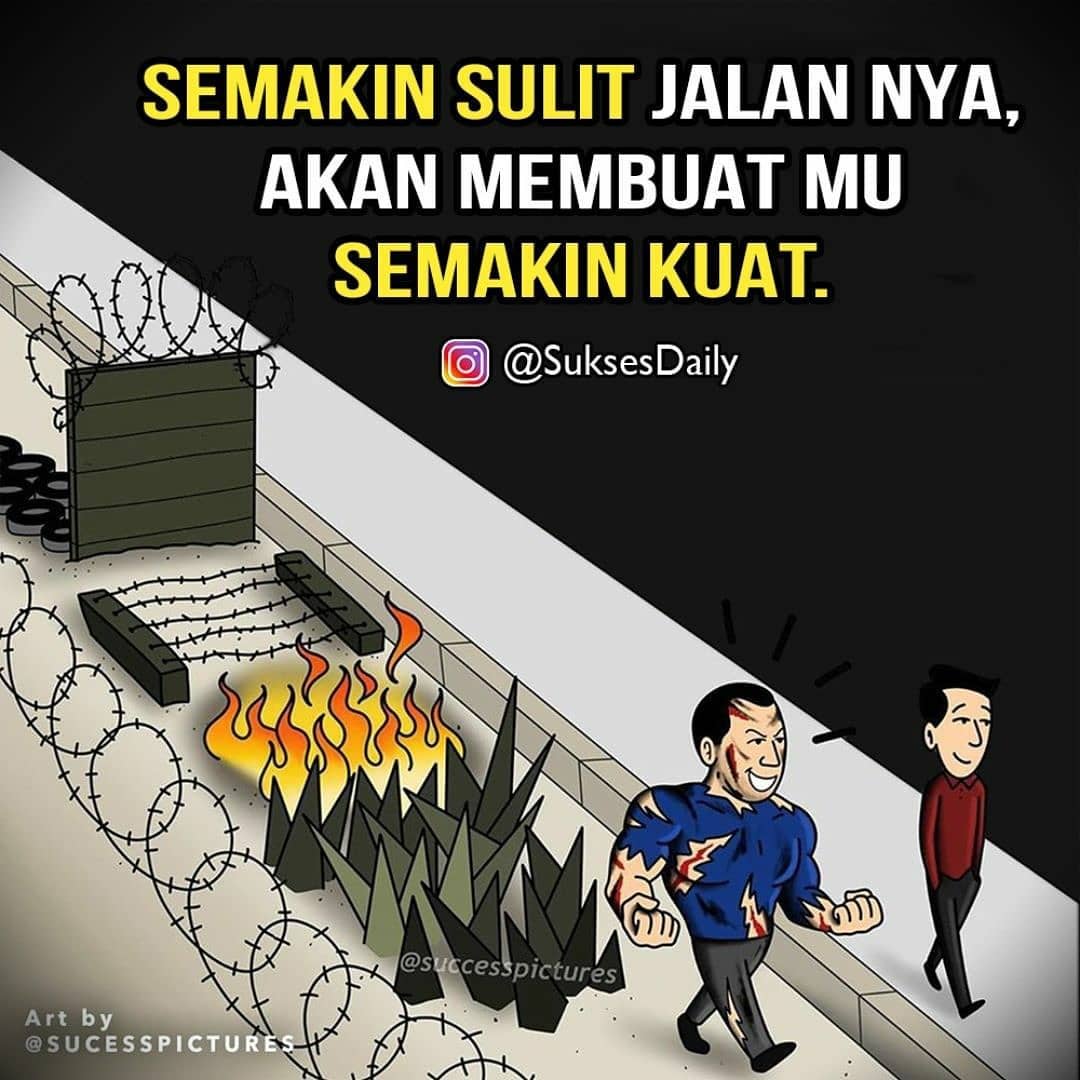 SEMAKIN SULIT JALAN NYA,
AKAN MEMBUAT MU
SEMAKIN KUAT.
@SuksesDaily
@successpictures
Art by
@SUCESSPICTURES